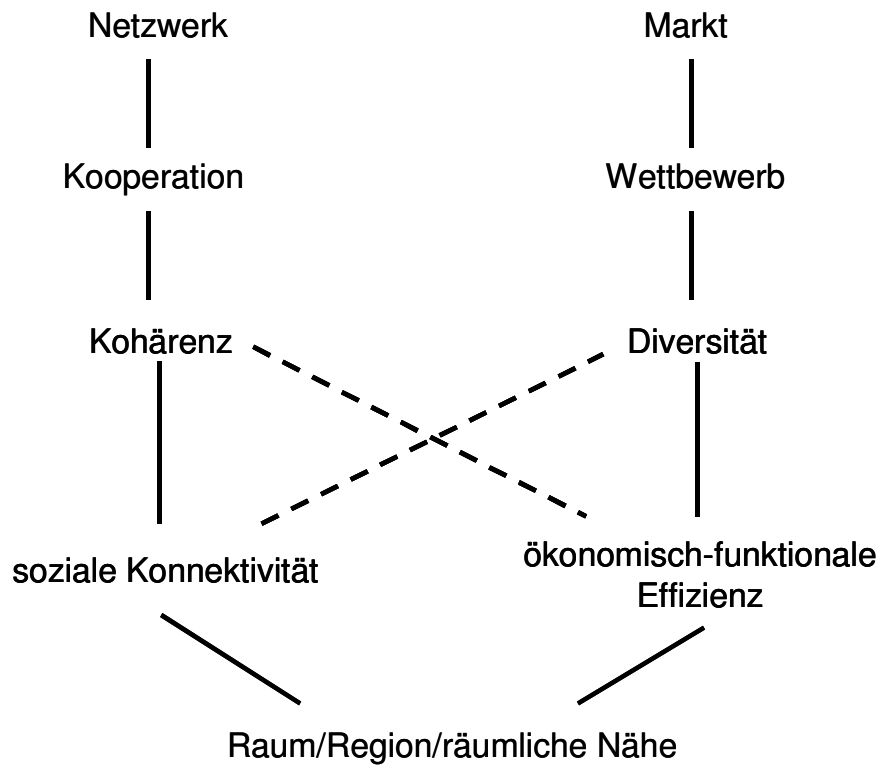 Netzwerk
Markt
Kooperation
Wettbewerb
Kohärenz
Diversität
soziale Konnektivität
ökonomisch-funktionale
Effizienz
Raum/Region/räumliche Nähe